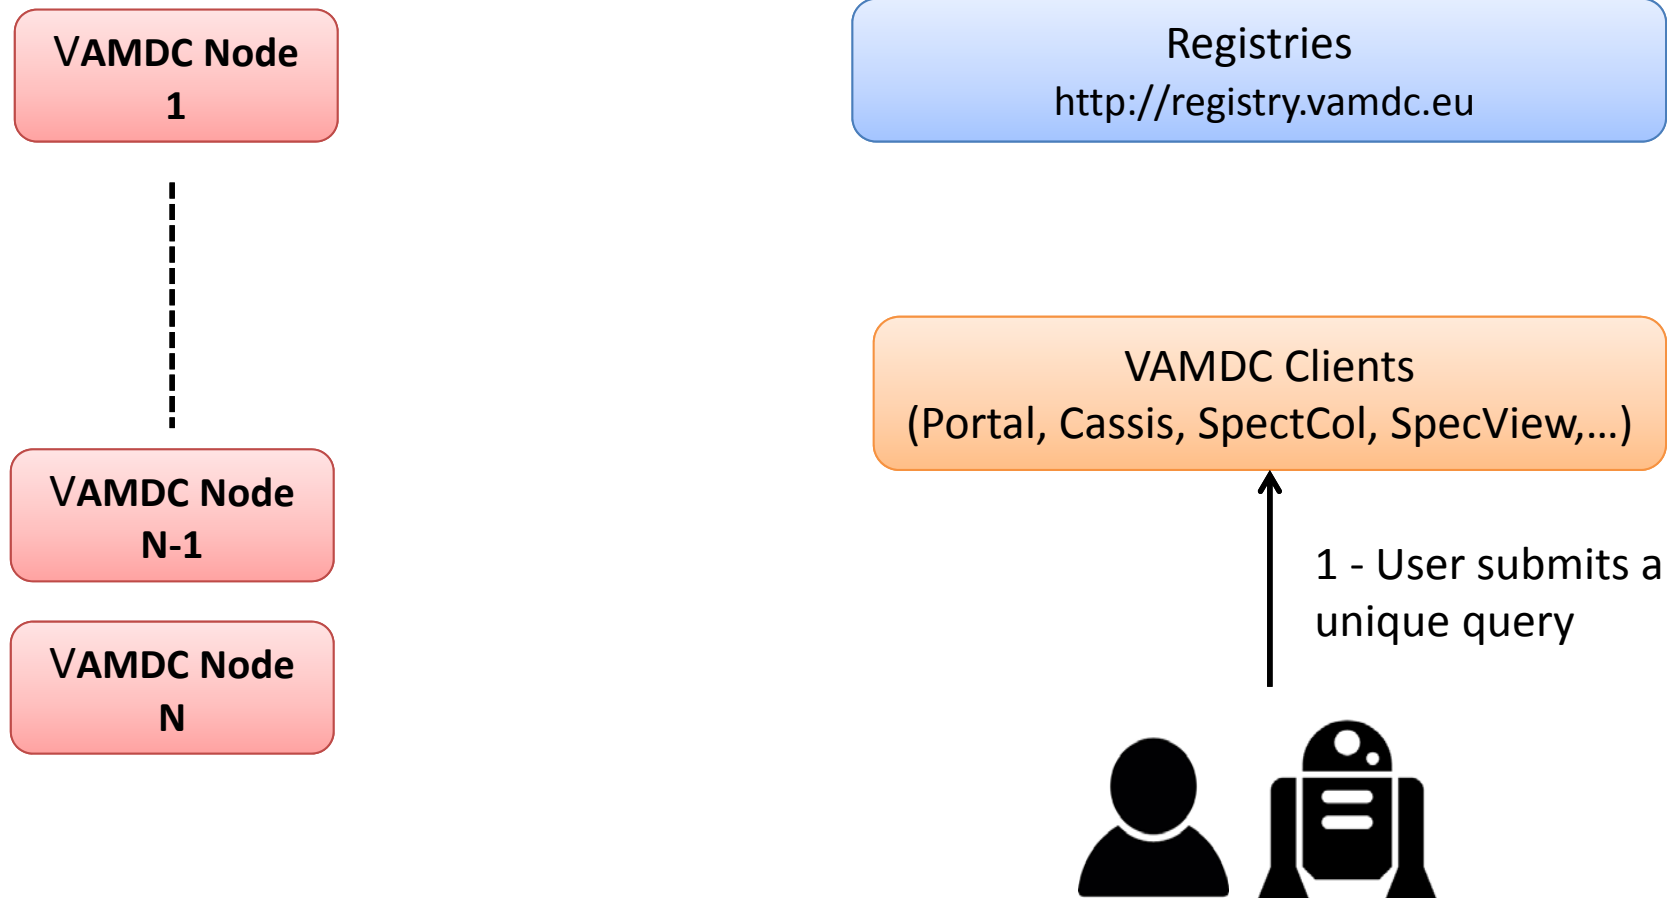 VAMDC Node
1
Registries
http://registry.vamdc.eu
VAMDC Clients
(Portal, Cassis, SpectCol, SpecView,...)
VAMDC Node
N-1
1 - User submits a
unique query
VAMDC Node
N